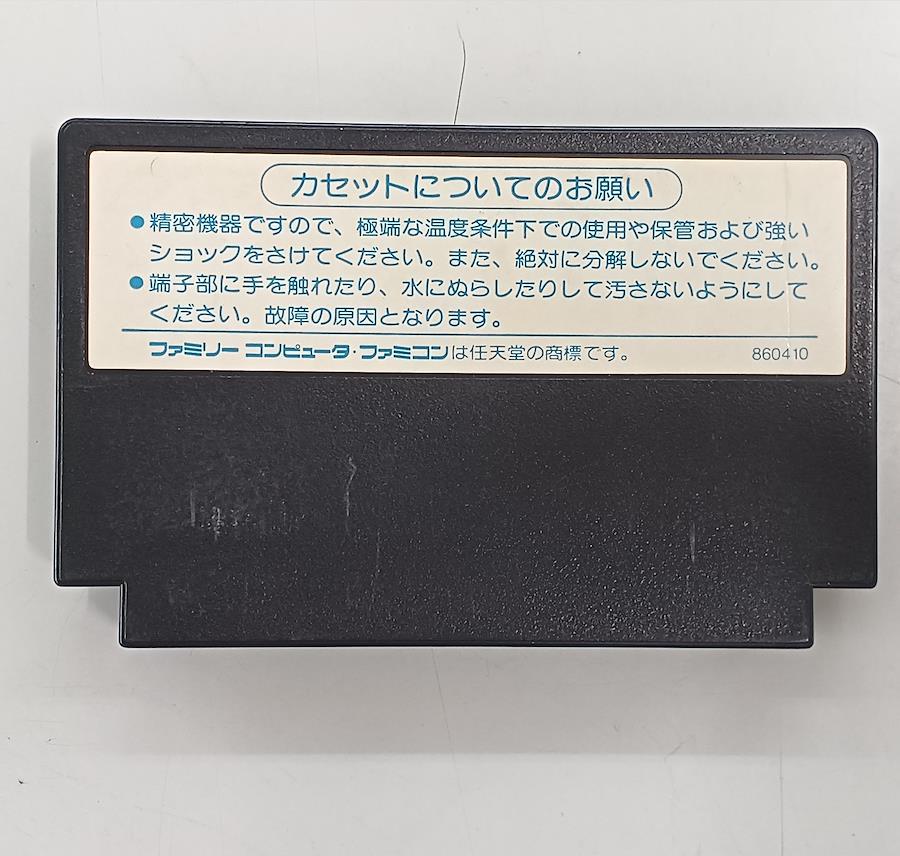 カセットについてのお願い
●精密機器ですので、極端な温度条件下での使用や保管および強い
ショックをさけてください。また、絶対に分解しないでください。
●端子部に手を触れたり、水にぬらしたりして汚さないようにして
ください。故障の原因となります。
ファミリー コンピュータ・ファミコンは任天堂の商標です。 860410